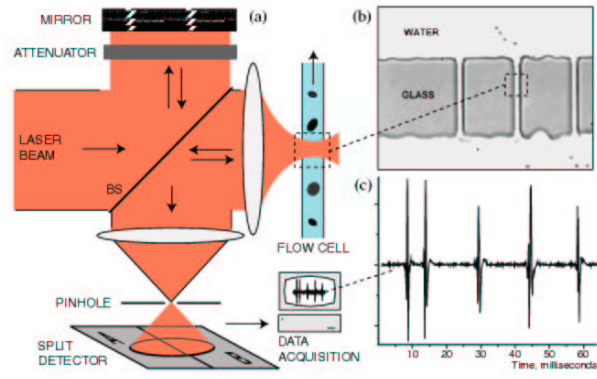 MIRROR
(a)
(b)
ATTENUATOR
WATER
GLASS
LASER
BEAM
BS
(c)
FLOW CELL
PINHOLE
SPLIT
DETECTOR
A
B
DATA
ACQUISITION
10 20 30 40 50 60
Time, milliseconds